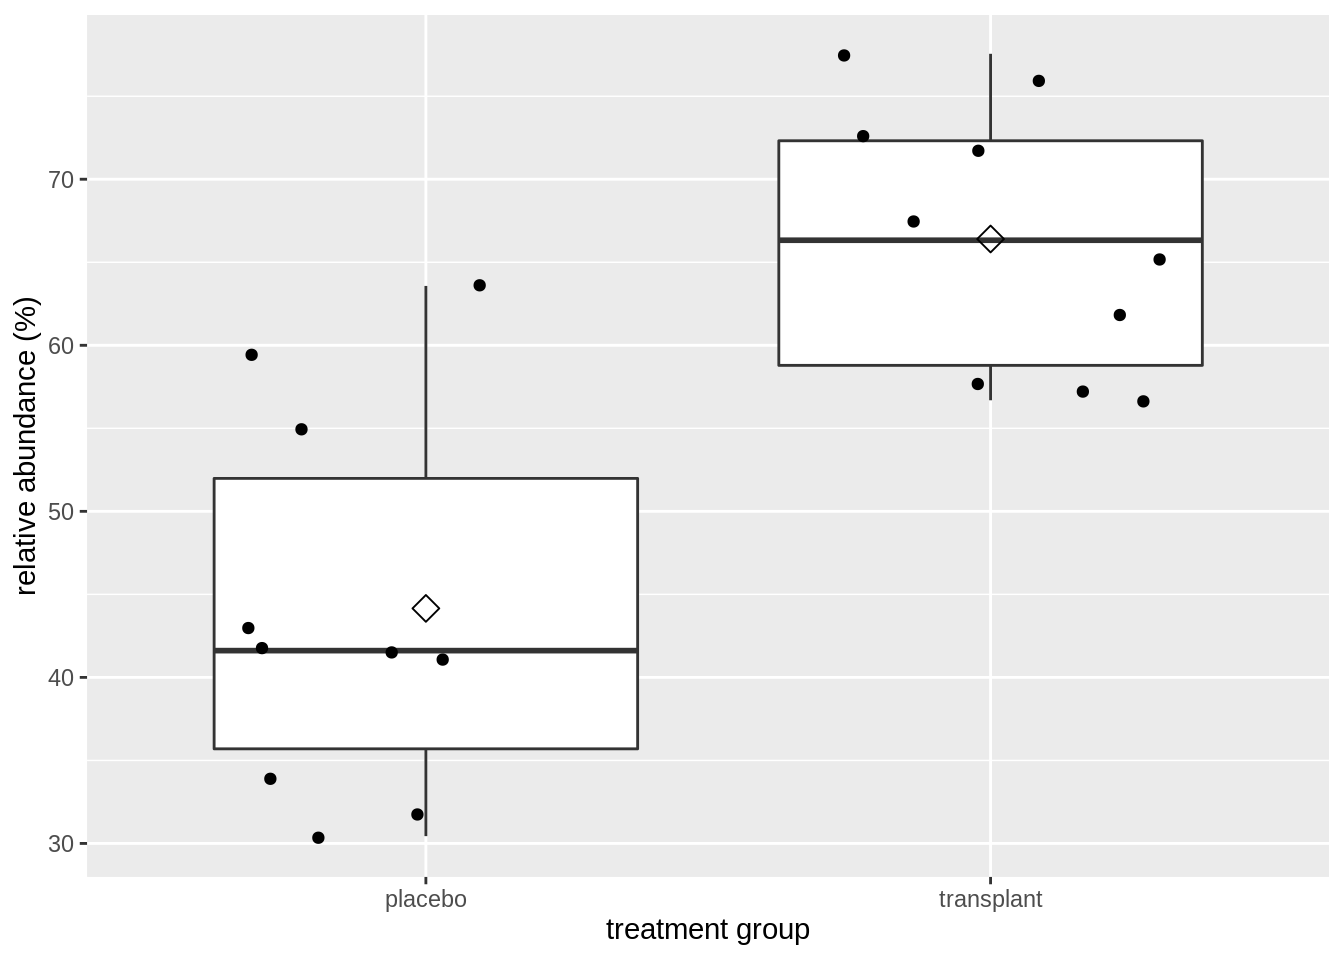 relative abundance (%)
70
60
50
40
30
placebo
transplant
treatment group